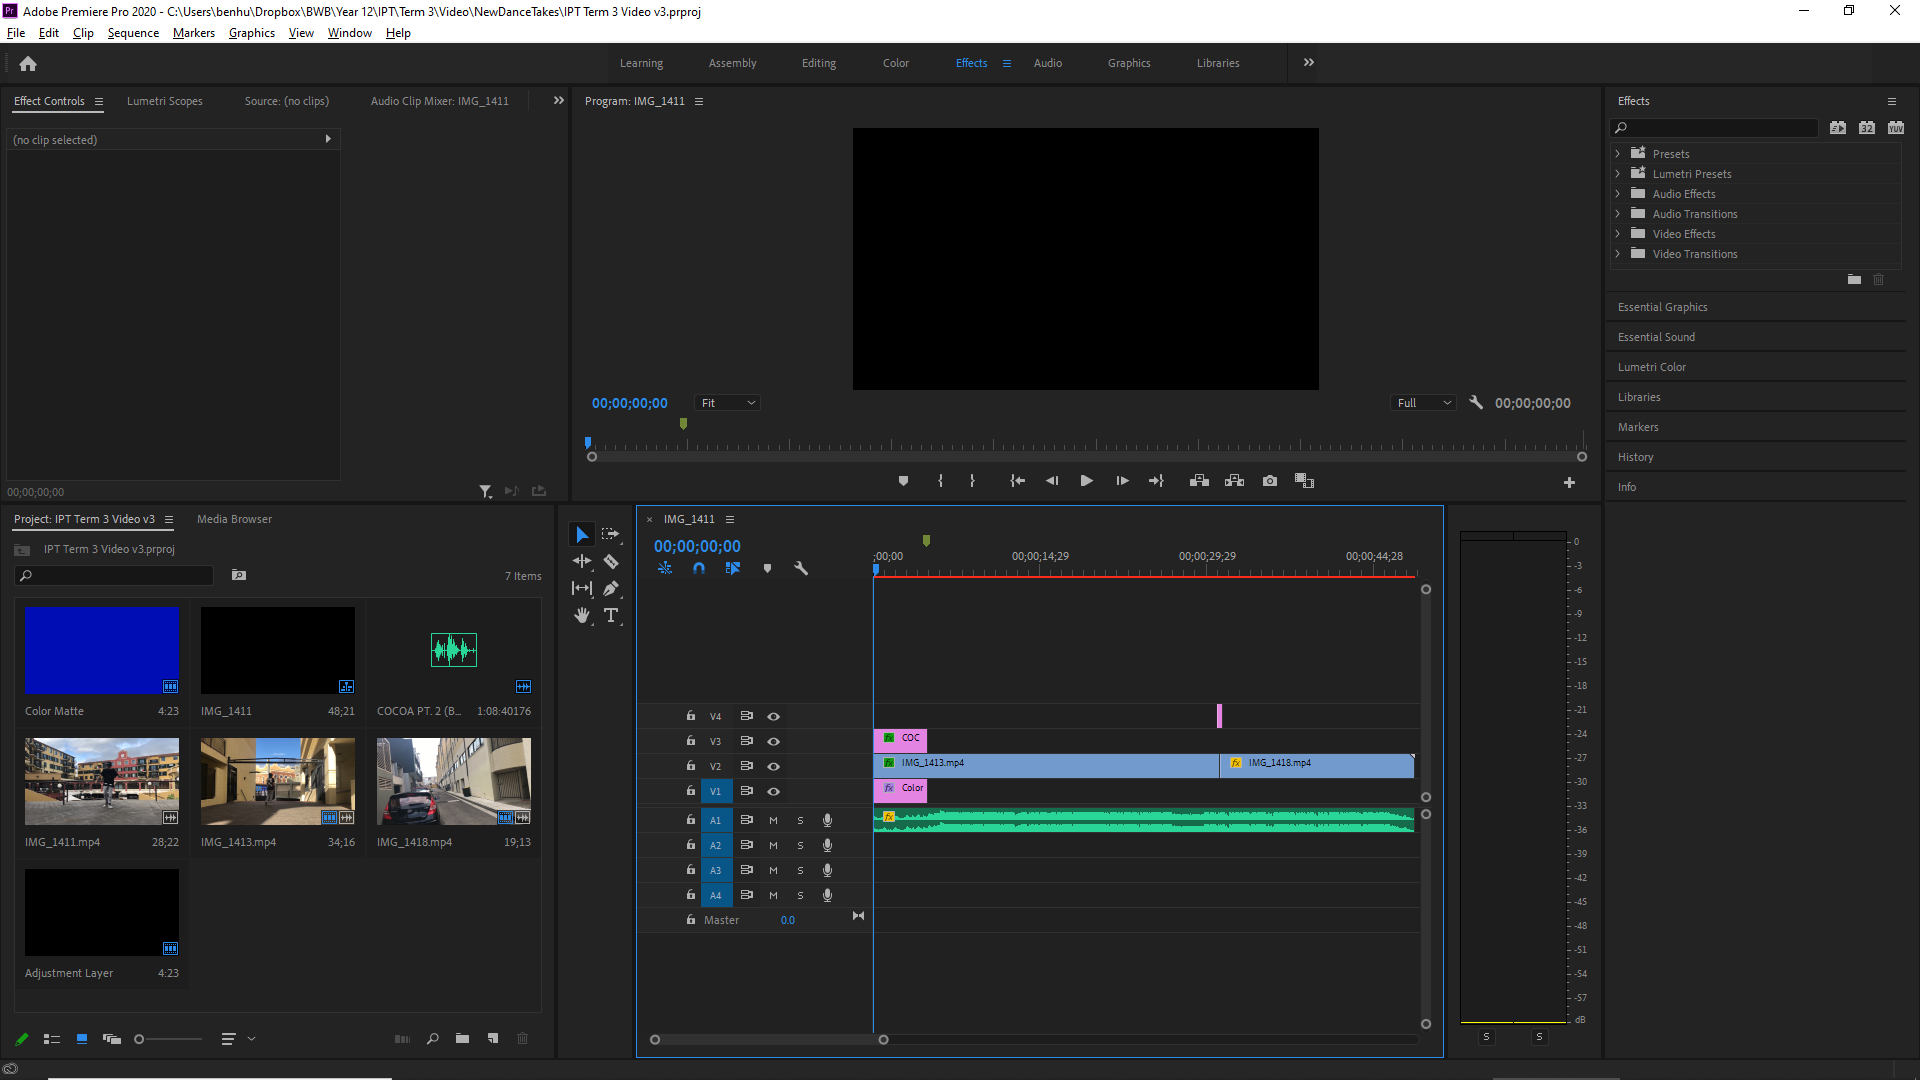 Adobe Premiere Pro 2020 - C:\Users\benhu\Dropbox\BWB\Year 12\IPT\Term 3\Video\NewDanceTakes\IPT Term 3 Video v3.prproj
File Edit Clip Sequence Markers Graphics View Window Help
Learning Assembly Editing Color Effects Audio Graphics Libraries
Effect Controls Lumetri Scopes Source: (no clips) Audio Clip Mixer: IMG_1411
Program: IMG_1411
Effects
(no clip selected)
Presets
Lumetri Presets
Audio Effects
Audio Transitions
Video Effects
Video Transitions
Essential Graphics
Essential Sound
Lumetri Color
Libraries
Markers
History
Info
00;00;00;00 Fit Full 00;00;00;00
00;00;00;00
Project: IPT Term 3 Video v3 Media Browser
IPT Term 3 Video v3.prproj
7 Items
Color Matte 4:23
IMG_1411 48;21
COCOA PT. 2 (B... 1:08:40176
IMG_1411.mp4 28;22
IMG_1413.mp4 34;16
IMG_1418.mp4 19;13
Adjustment Layer 4:23
IMG_1411
00;00;00;00
;00;00 00;00;14;29 00;00;29;29 00;00;44;28
V4
V3 fx COC
V2 fx IMG_1413.mp4 fx IMG_1418.mp4
V1 fx Color
A1 M S fx
A2 M S
A3 M S
A4 M S
Master 0.0
0
-3
-6
-9
-12
-15
-18
-21
-24
-27
-30
-33
-36
-39
-42
-45
-48
-51
-54
-57
dB
S S
32 YUV
Pr